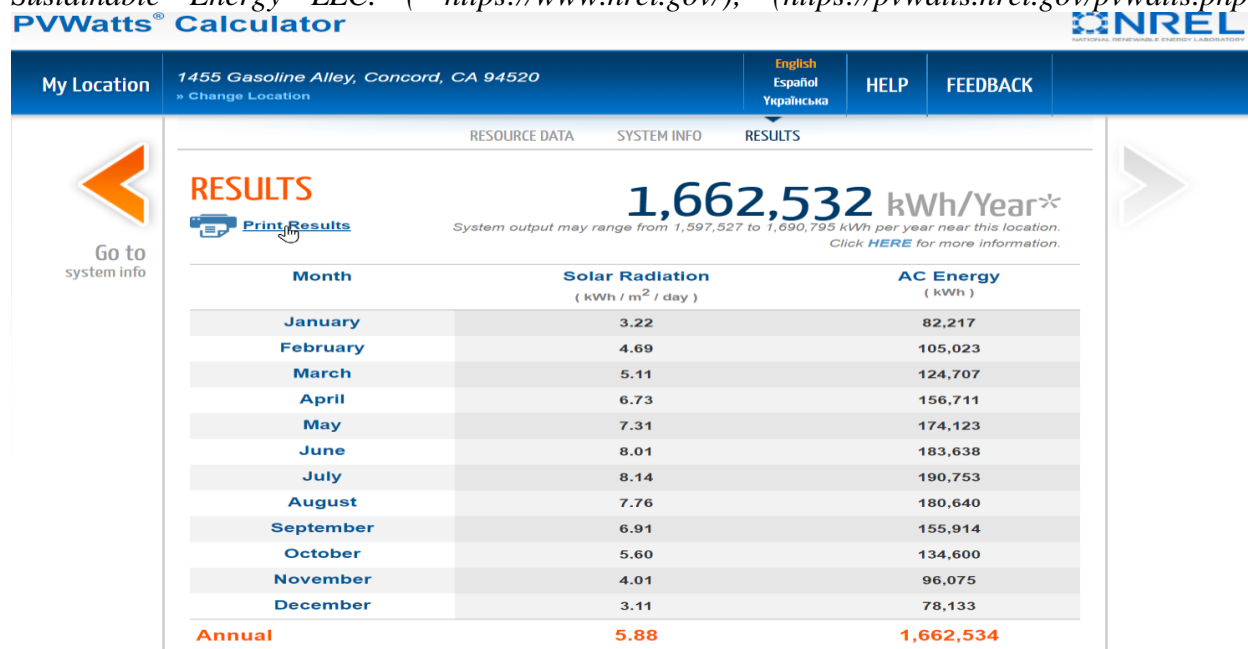 Sustainable Energy LLC. ( https://www.nrel.gov/), (https://pvwatts.nrel.gov/pvwatts.php
PVWatts® Calculator
NREL
NATIONAL RENEWABLE ENERGY LABORATORY
My Location
1455 Gasoline Alley, Concord, CA 94520
» Change Location
English
Español
Українська
HELP
FEEDBACK
RESOURCE DATA SYSTEM INFO RESULTS
Go to
system info
RESULTS
Print Results
1,662,532 kWh/Year*
System output may range from 1,597,527 to 1,690,795 kWh per year near this location.
Click HERE for more information.
Month Solar Radiation AC Energy
( kWh / m2 / day ) ( kWh )
January 3.22 82,217
February 4.69 105,023
March 5.11 124,707
April 6.73 156,711
May 7.31 174,123
June 8.01 183,638
July 8.14 190,753
August 7.76 180,640
September 6.91 155,914
October 5.60 134,600
November 4.01 96,075
December 3.11 78,133
Annual 5.88 1,662,534